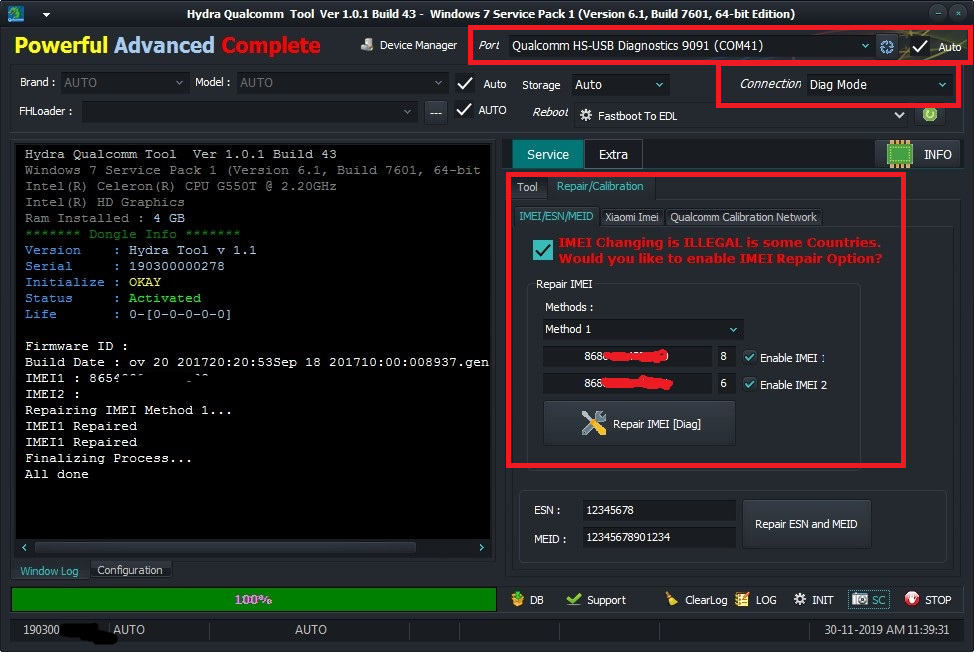 Hydra Qualcomm Tool Ver 1.0.1 Build 43 - Windows 7 Service Pack 1 (Version 6.1, Build 7601, 64-bit Edition)
Powerful Advanced Complete
Device Manager
Port Qualcomm HS-USB Diagnostics 9091 (COM41)
Auto
Brand : AUTO
Model : AUTO
Auto
Storage Auto
Connection Diag Mode
FHLoader :
---
AUTO
Reboot Fastboot To EDL
Hydra Qualcomm Tool Ver 1.0.1 Build 43
Windows 7 Service Pack 1 (Version 6.1, Build 7601, 64-bit
Intel(R) Celeron(R) CPU G550T @ 2.20GHz
Intel(R) HD Graphics
Ram Installed : 4 GB
******* Dongle Info *******
Version : Hydra Tool v 1.1
Serial : 190300000278
Initialize : OKAY
Status : Activated
Life : 0-[0-0-0-0-0]
Firmware ID :
Build Date : ov 20 201720:20:53Sep 18 201710:00:008937.gen
IMEI1 : 865
IMEI2 :
Repairing IMEI Method 1...
IMEI1 Repaired
IMEI1 Repaired
Finalizing Process...
All done
Window Log
Configuration
Service
Extra
INFO
Tool
Repair/Calibration
IMEI/ESN/MEID
Xiaomi Imei
Qualcomm Calibration Network
IMEI Changing is ILLEGAL is some Countries.
Would you like to enable IMEI Repair Option?
Repair IMEI
Methods :
Method 1
868
8
Enable IMEI :
868
6
Enable IMEI 2
Repair IMEI [Diag]
ESN : 12345678
MEID : 12345678901234
Repair ESN and MEID
100%
DB
Support
ClearLog
LOG
INIT
SC
STOP
190300
AUTO
AUTO
30-11-2019 AM 11:39:31